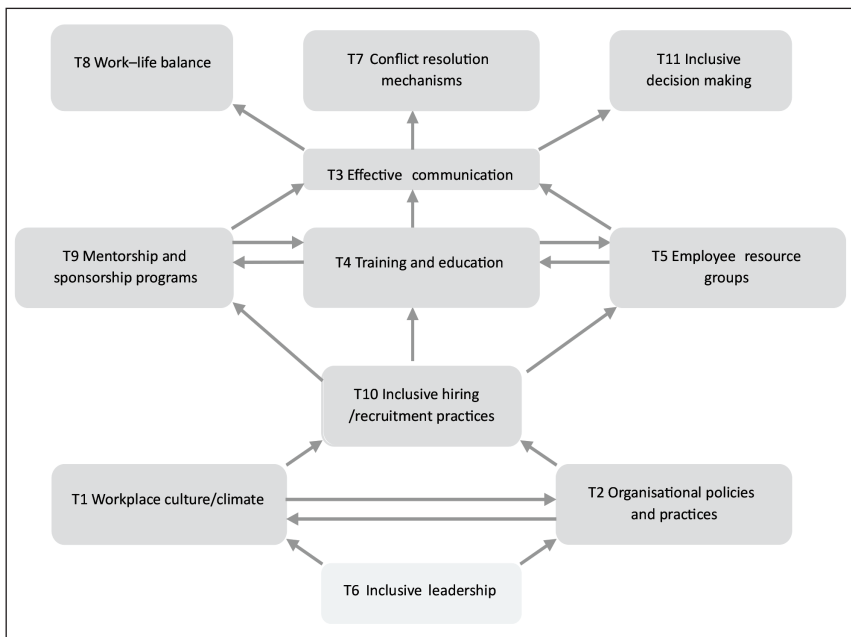 T8 Work–life balance
T7 Conflict resolution
mechanisms
T11 Inclusive
decision making
T3 Effective communication
T9 Mentorship and
sponsorship programs
T4 Training and education
T5 Employee resource
groups
T10 Inclusive hiring
/recruitment practices
T1 Workplace culture/climate
T2 Organisational policies
and practices
T6 Inclusive leadership